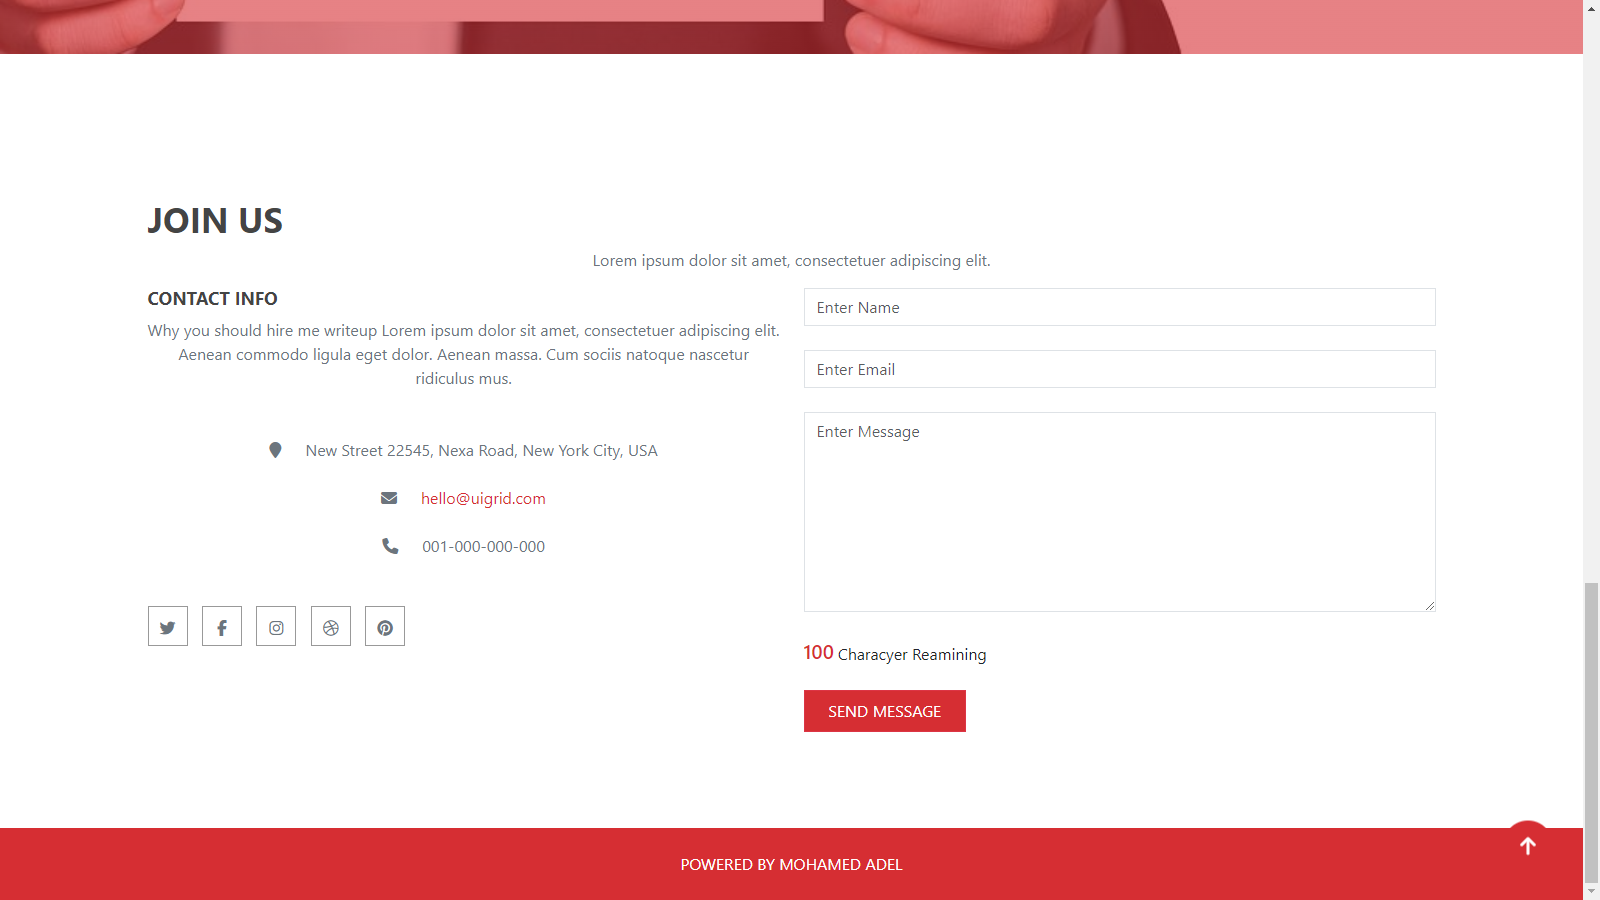 JOIN US
Lorem ipsum dolor sit amet, consectetuer adipiscing elit.
CONTACT INFO
Why you should hire me writeup Lorem ipsum dolor sit amet, consectetuer adipiscing elit.
Aenean commodo ligula eget dolor. Aenean massa. Cum sociis natoque nascetur
ridiculus mus.
New Street 22545, Nexa Road, New York City, USA
hello@uigrid.com
001-000-000-000
Enter Name
Enter Email
Enter Message
100 Characyer Reamining
SEND MESSAGE
POWERED BY MOHAMED ADEL